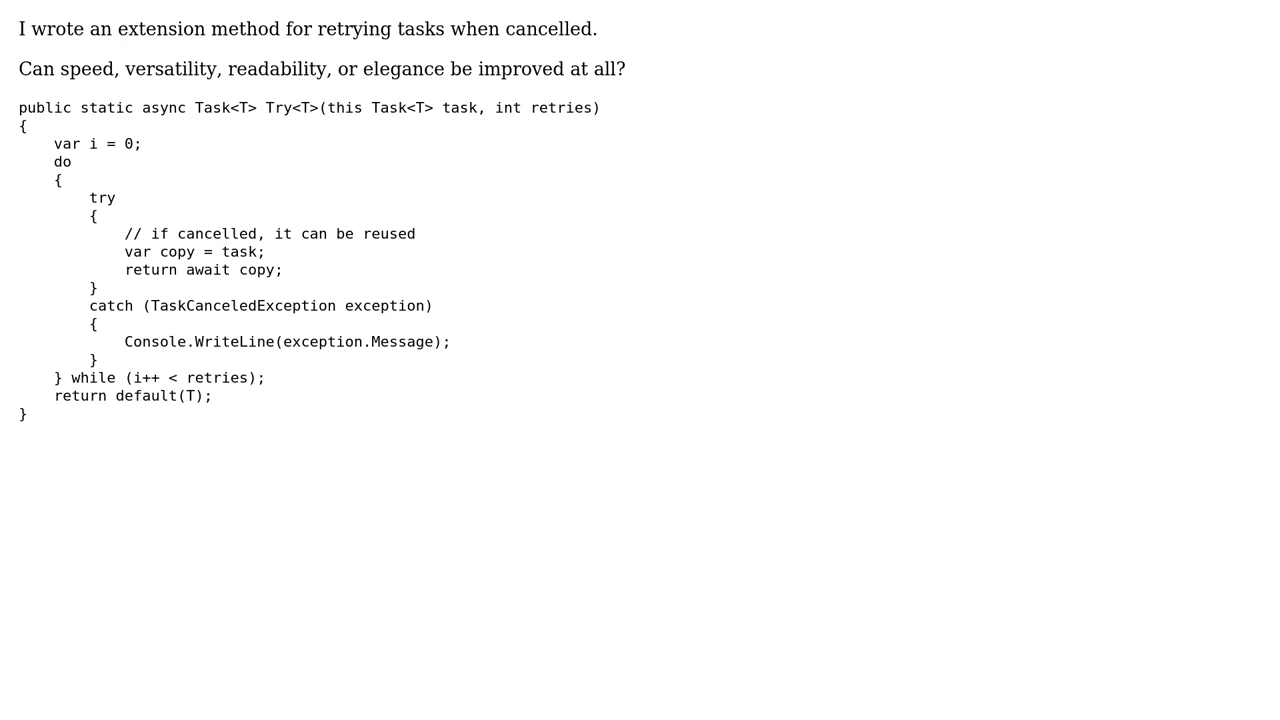 I wrote an extension method for retrying tasks when cancelled.
Can speed, versatility, readability, or elegance be improved at all?
public static async Task<T> Try<T>(this Task<T> task, int retries)
{
    var i = 0;
    do
    {
        try
        {
            // if cancelled, it can be reused
            var copy = task;
            return await copy;
        }
        catch (TaskCanceledException exception)
        {
            Console.WriteLine(exception.Message);
        }
    } while (i++ < retries);
    return default(T);
}